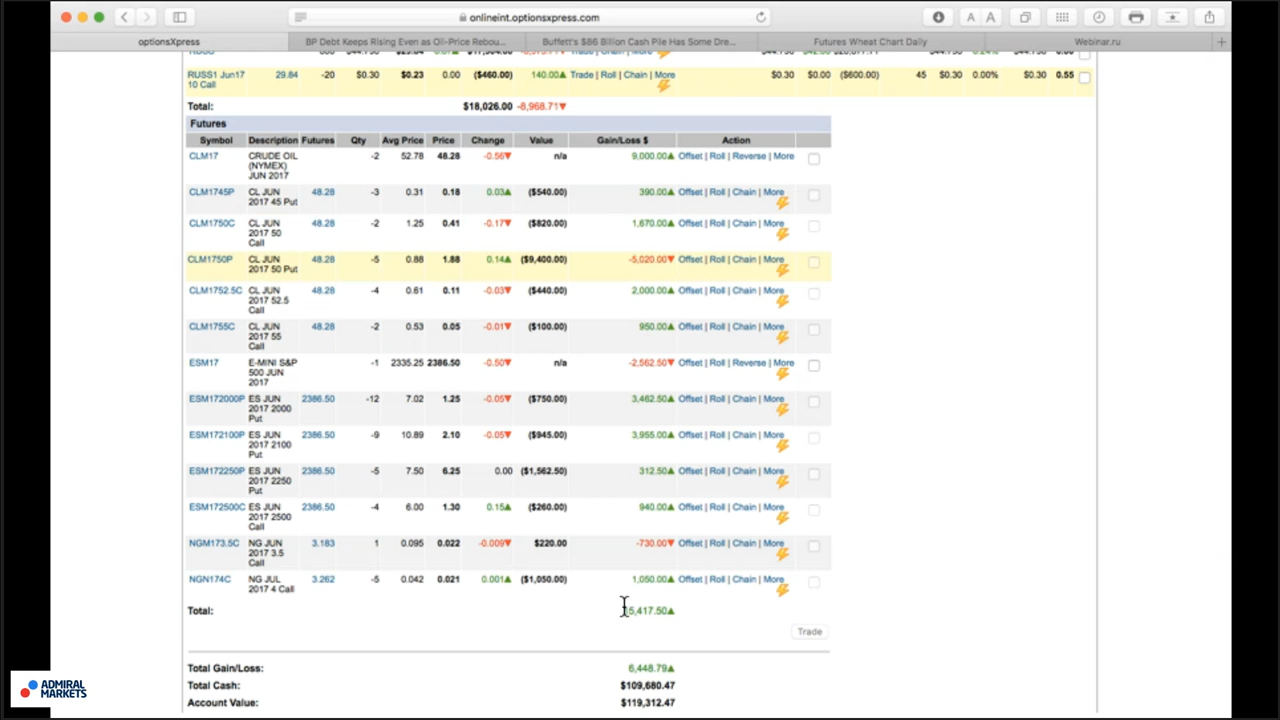 onlineint.optionsxpress.com
A A
optionsXpress
BP Debt Keeps Rising Even as Oil-Price Rebou...
Buffett's $86 Billion Cash Pile Has Some Dre...
Futures Wheat Chart Daily
Webinar.ru
RUSS1 Jun17 29.84 -20 $0.30 $0.23 0.00 ($460.00) 140.00▲ Trade | Roll | Chain | More $0.30 $0.00 ($600.00) 45 $0.30 0.00% $0.30 0.55
10 Call
Total: $18,026.00 -8,968.71▼
Futures
Symbol Description Futures Qty Avg Price Price Change Value Gain/Loss $ Action
CLM17 CRUDE OIL -2 52.78 48.28 -0.56▼ n/a 9,000.00▲ Offset | Roll | Reverse | More
(NYMEX)
JUN 2017
CLM1745P CL JUN 48.28 -3 0.31 0.18 0.03▲ ($540.00) 390.00▲ Offset | Roll | Chain | More
2017 45 Put
CLM1750C CL JUN 48.28 -2 1.25 0.41 -0.17▼ ($820.00) 1,670.00▲ Offset | Roll | Chain | More
2017 50
Call
CLM1750P CL JUN 48.28 -5 0.88 1.88 0.14▲ ($9,400.00) -5,020.00▼ Offset | Roll | Chain | More
2017 50 Put
CLM1752.5C CL JUN 48.28 -4 0.61 0.11 -0.03▼ ($440.00) 2,000.00▲ Offset | Roll | Chain | More
2017 52.5
Call
CLM1755C CL JUN 48.28 -2 0.53 0.05 -0.01▼ ($100.00) 950.00▲ Offset | Roll | Chain | More
2017 55
Call
ESM17 E-MINI S&P -1 2335.25 2386.50 -0.50▼ n/a -2,562.50▼ Offset | Roll | Reverse | More
500 JUN
2017
ESM172000P ES JUN 2386.50 -12 7.02 1.25 -0.05▼ ($750.00) 3,462.50▲ Offset | Roll | Chain | More
2017 2000
Put
ESM172100P ES JUN 2386.50 -9 10.89 2.10 -0.05▼ ($945.00) 3,955.00▲ Offset | Roll | Chain | More
2017 2100
Put
ESM172250P ES JUN 2386.50 -5 7.50 6.25 0.00 ($1,562.50) 312.50▲ Offset | Roll | Chain | More
2017 2250
Put
ESM172500C ES JUN 2386.50 -4 6.00 1.30 0.15▲ ($260.00) 940.00▲ Offset | Roll | Chain | More
2017 2500
Call
NGM173.5C NG JUN 3.183 1 0.095 0.022 -0.009▼ $220.00 -730.00▼ Offset | Roll | Chain | More
2017 3.5
Call
NGN174C NG JUL 3.262 -5 0.042 0.021 0.001▲ ($1,050.00) 1,050.00▲ Offset | Roll | Chain | More
2017 4 Call
Total: 5,417.50▲
Trade
Total Gain/Loss: 6,448.79▲
Total Cash: $109,680.47
Account Value: $119,312.47
ADMIRAL
MARKETS